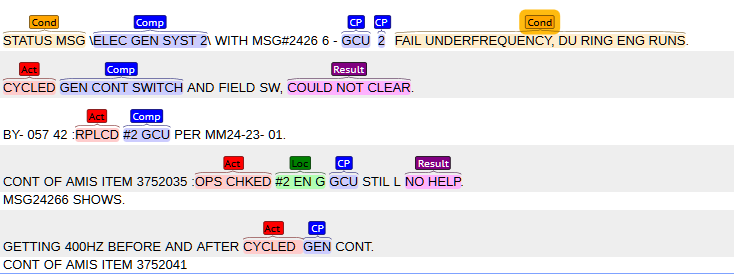 Cond Comp CP CP Cond
STATUS MSG \ELEC GEN SYST 2\ WITH MSG#2426 6 - GCU 2 FAIL UNDERFREQUENCY, DU RING ENG RUNS.
Act Comp Result
CYCLED GEN CONT SWITCH AND FIELD SW, COULD NOT CLEAR.
Act Comp
BY- 057 42 :RPLCD #2 GCU PER MM24-23- 01.
Act Loc CP Result
CONT OF AMIS ITEM 3752035 :OPS CHKED #2 EN G GCU STIL L NO HELP.
MSG24266 SHOWS.
Act CP
GETTING 400HZ BEFORE AND AFTER CYCLED GEN CONT.
CONT OF AMIS ITEM 3752041